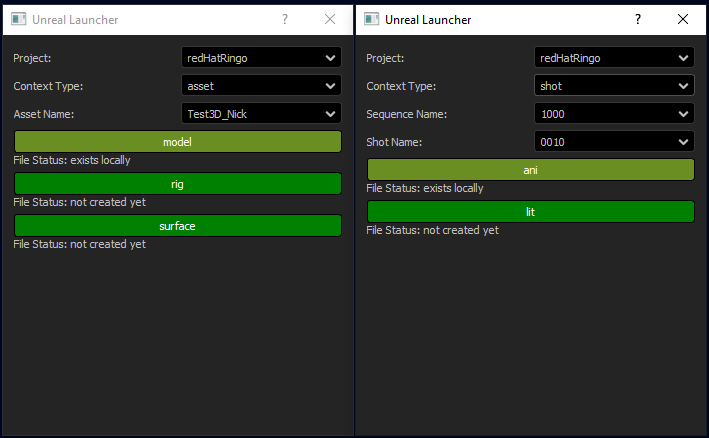 Unreal Launcher ?
Project: redHatRingo
Context Type: asset
Asset Name: Test3D_Nick
model
File Status: exists locally
rig
File Status: not created yet
surface
File Status: not created yet
Unreal Launcher ?
Project: redHatRingo
Context Type: shot
Sequence Name: 1000
Shot Name: 0010
ani
File Status: exists locally
lit
File Status: not created yet